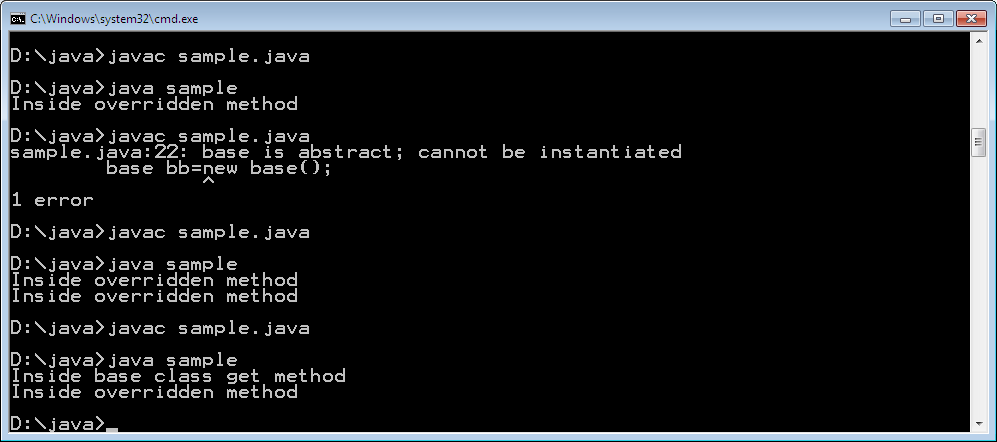 C:\Windows\system32\cmd.exe
D:\java>javac sample.java
D:\java>java sample
Inside overridden method
D:\java>javac sample.java
sample.java:22: base is abstract; cannot be instantiated
base bb=new base();
^
1 error
D:\java>javac sample.java
D:\java>java sample
Inside overridden method
Inside overridden method
D:\java>javac sample.java
D:\java>java sample
Inside base class get method
Inside overridden method
D:\java>_